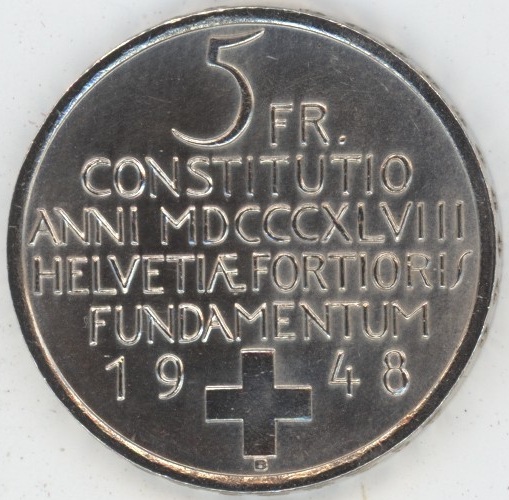 5 FR.
CONSTITUTIO
ANNI MDCCCXLVIII
HELVETIÆ FORTIORIS
FUNDAMENTUM
19 48
B